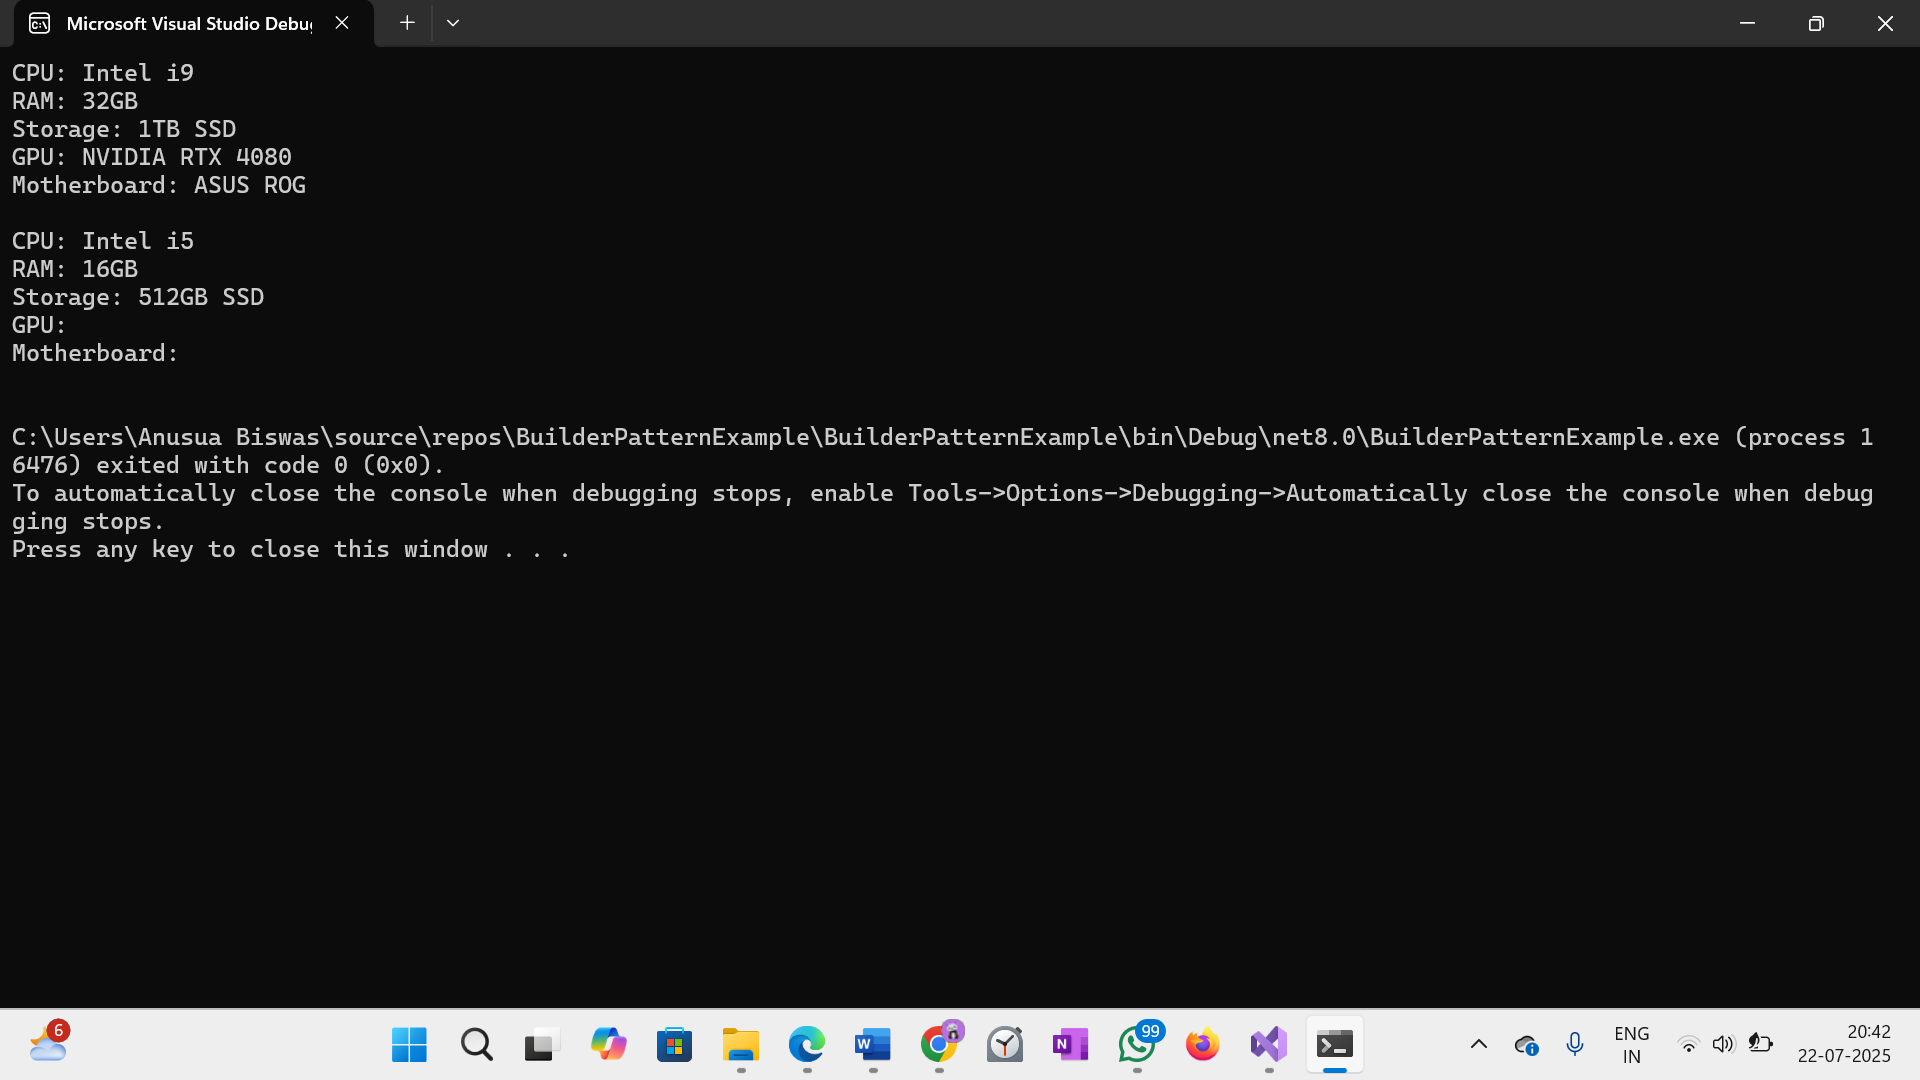 Microsoft Visual Studio Debug
CPU: Intel i9
RAM: 32GB
Storage: 1TB SSD
GPU: NVIDIA RTX 4080
Motherboard: ASUS ROG
CPU: Intel i5
RAM: 16GB
Storage: 512GB SSD
GPU:
Motherboard:
C:\Users\Anusua Biswas\source\repos\BuilderPatternExample\BuilderPatternExample\bin\Debug\net8.0\BuilderPatternExample.exe (process 1
6476) exited with code 0 (0x0).
To automatically close the console when debugging stops, enable Tools->Options->Debugging->Automatically close the console when debug
ging stops.
Press any key to close this window . . .
6
99
ENG
IN
20:42
22-07-2025